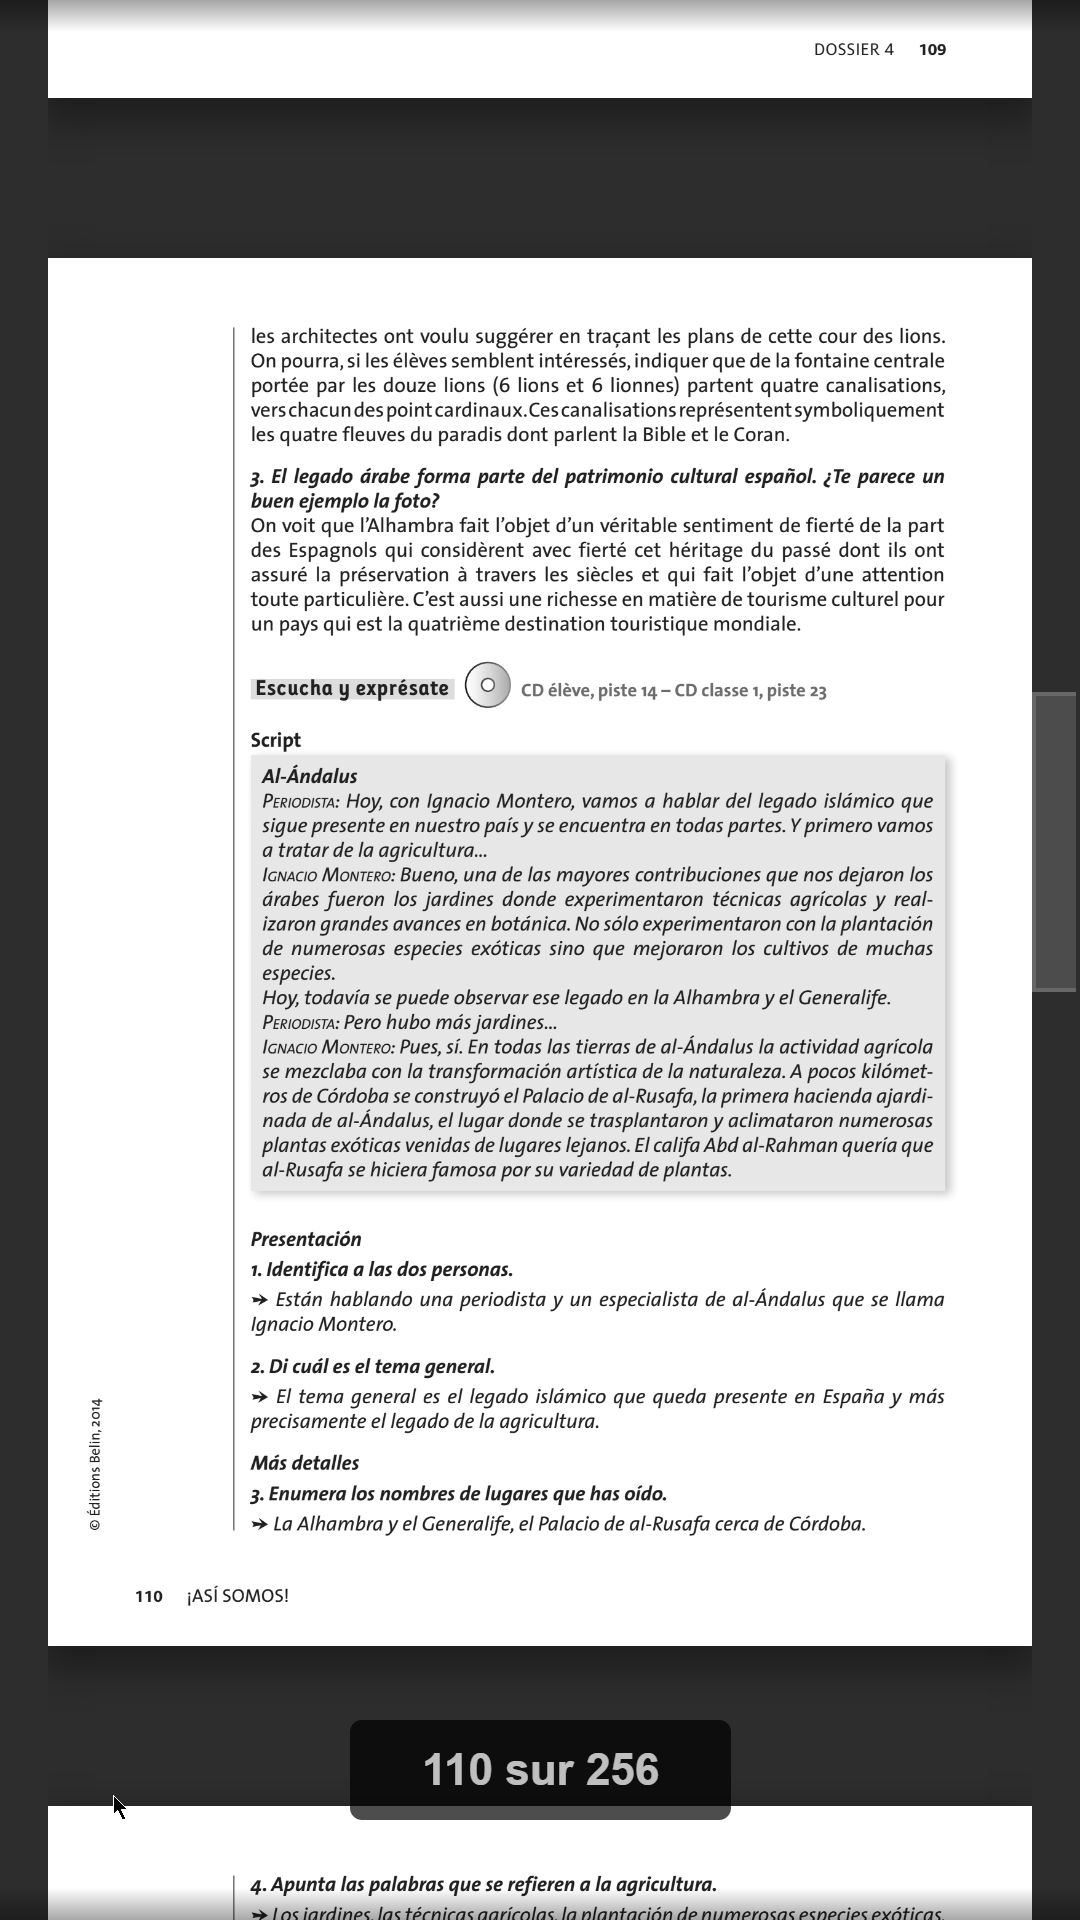 DOSSIER 4 109
les architectes ont voulu suggérer en traçant les plans de cette cour des lions.
On pourra, si les élèves semblent intéressés, indiquer que de la fontaine centrale
portée par les douze lions (6 lions et 6 lionnes) partent quatre canalisations,
vers chacun des point cardinaux. Ces canalisations représentent symboliquement
les quatre fleuves du paradis dont parlent la Bible et le Coran.
3. El legado árabe forma parte del patrimonio cultural español. ¿Te parece un
buen ejemplo la foto?
On voit que l'Alhambra fait l'objet d'un véritable sentiment de fierté de la part
des Espagnols qui considèrent avec fierté cet héritage du passé dont ils ont
assuré la préservation à travers les siècles et qui fait l'objet d'une attention
toute particulière. C'est aussi une richesse en matière de tourisme culturel pour
un pays qui est la quatrième destination touristique mondiale.
Escucha y exprésate CD élève, piste 14 – CD classe 1, piste 23
Script
Al-Ándalus
PERIODISTA: Hoy, con Ignacio Montero, vamos a hablar del legado islámico que
sigue presente en nuestro país y se encuentra en todas partes. Y primero vamos
a tratar de la agricultura...
IGNACIO MONTERO: Bueno, una de las mayores contribuciones que nos dejaron los
árabes fueron los jardines donde experimentaron técnicas agrícolas y real-
izaron grandes avances en botánica. No sólo experimentaron con la plantación
de numerosas especies exóticas sino que mejoraron los cultivos de muchas
especies.
Hoy, todavía se puede observar ese legado en la Alhambra y el Generalife.
PERIODISTA: Pero hubo más jardines...
IGNACIO MONTERO: Pues, sí. En todas las tierras de al-Ándalus la actividad agrícola
se mezclaba con la transformación artística de la naturaleza. A pocos kilómet-
ros de Córdoba se construyó el Palacio de al-Rusafa, la primera hacienda ajardi-
nada de al-Ándalus, el lugar donde se trasplantaron y aclimataron numerosas
plantas exóticas venidas de lugares lejanos. El califa Abd al-Rahman quería que
al-Rusafa se hiciera famosa por su variedad de plantas.
Presentación
1. Identifica a las dos personas.
➵ Están hablando una periodista y un especialista de al-Ándalus que se llama
Ignacio Montero.
2. Di cuál es el tema general.
➵ El tema general es el legado islámico que queda presente en España y más
precisamente el legado de la agricultura.
Más detalles
3. Enumera los nombres de lugares que has oído.
➵ La Alhambra y el Generalife, el Palacio de al-Rusafa cerca de Córdoba.
© Éditions Belin, 2014
110 ¡ASÍ SOMOS!
110 sur 256
4. Apunta las palabras que se refieren a la agricultura.
➵ Los jardines, las técnicas agrícolas, la plantación de numerosas especies exóticas,